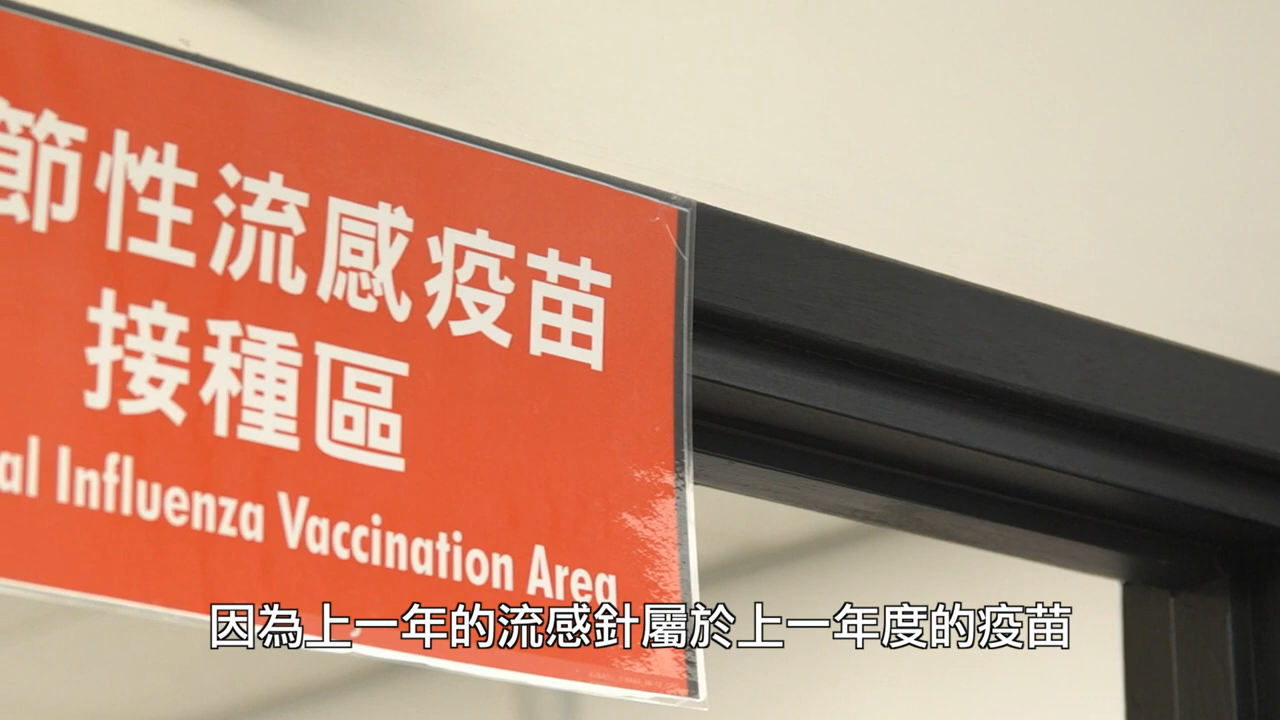 節性流感疫苗
接種區
al Influenza Vaccination Area
因為上一年的流感針屬於上一年度的疫苗